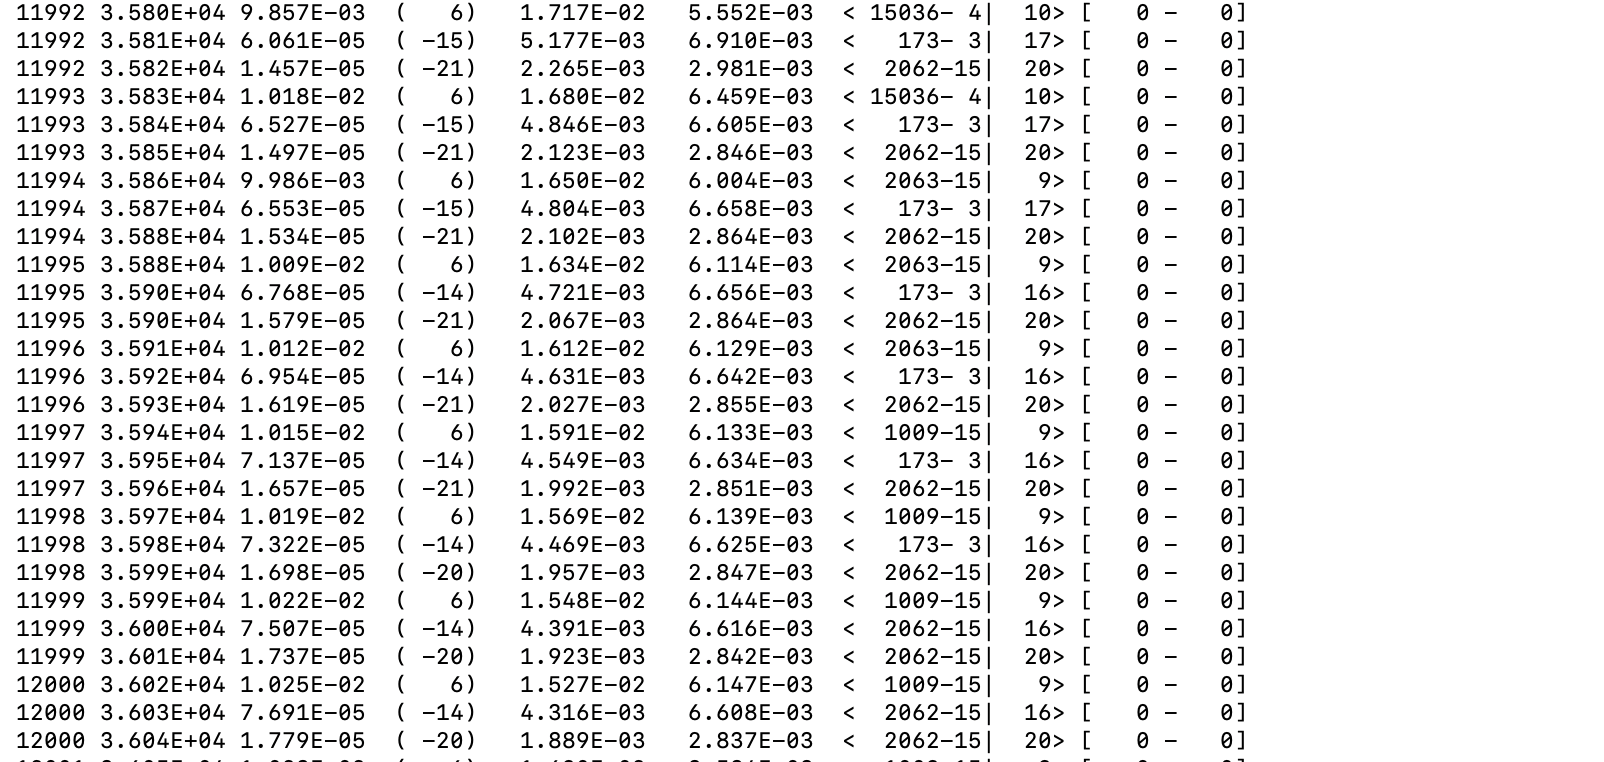 11992 3.580E+04 9.857E-03  (   6)   1.717E-02   5.552E-03  < 15036- 4|  10> [   0 -   0]
11992 3.581E+04 6.061E-05  ( -15)   5.177E-03   6.910E-03  <   173- 3|  17> [   0 -   0]
11992 3.582E+04 1.457E-05  ( -21)   2.265E-03   2.981E-03  <  2062-15|  20> [   0 -   0]
11993 3.583E+04 1.018E-02  (   6)   1.680E-02   6.459E-03  < 15036- 4|  10> [   0 -   0]
11993 3.584E+04 6.527E-05  ( -15)   4.846E-03   6.605E-03  <   173- 3|  17> [   0 -   0]
11993 3.585E+04 1.497E-05  ( -21)   2.123E-03   2.846E-03  <  2062-15|  20> [   0 -   0]
11994 3.586E+04 9.986E-03  (   6)   1.650E-02   6.004E-03  <  2063-15|   9> [   0 -   0]
11994 3.587E+04 6.553E-05  ( -15)   4.804E-03   6.658E-03  <   173- 3|  17> [   0 -   0]
11994 3.588E+04 1.534E-05  ( -21)   2.102E-03   2.864E-03  <  2062-15|  20> [   0 -   0]
11995 3.588E+04 1.009E-02  (   6)   1.634E-02   6.114E-03  <  2063-15|   9> [   0 -   0]
11995 3.590E+04 6.768E-05  ( -14)   4.721E-03   6.656E-03  <   173- 3|  16> [   0 -   0]
11995 3.590E+04 1.579E-05  ( -21)   2.067E-03   2.864E-03  <  2062-15|  20> [   0 -   0]
11996 3.591E+04 1.012E-02  (   6)   1.612E-02   6.129E-03  <  2063-15|   9> [   0 -   0]
11996 3.592E+04 6.954E-05  ( -14)   4.631E-03   6.642E-03  <   173- 3|  16> [   0 -   0]
11996 3.593E+04 1.619E-05  ( -21)   2.027E-03   2.855E-03  <  2062-15|  20> [   0 -   0]
11997 3.594E+04 1.015E-02  (   6)   1.591E-02   6.133E-03  <  1009-15|   9> [   0 -   0]
11997 3.595E+04 7.137E-05  ( -14)   4.549E-03   6.634E-03  <   173- 3|  16> [   0 -   0]
11997 3.596E+04 1.657E-05  ( -21)   1.992E-03   2.851E-03  <  2062-15|  20> [   0 -   0]
11998 3.597E+04 1.019E-02  (   6)   1.569E-02   6.139E-03  <  1009-15|   9> [   0 -   0]
11998 3.598E+04 7.322E-05  ( -14)   4.469E-03   6.625E-03  <   173- 3|  16> [   0 -   0]
11998 3.599E+04 1.698E-05  ( -20)   1.957E-03   2.847E-03  <  2062-15|  20> [   0 -   0]
11999 3.599E+04 1.022E-02  (   6)   1.548E-02   6.144E-03  <  1009-15|   9> [   0 -   0]
11999 3.600E+04 7.507E-05  ( -14)   4.391E-03   6.616E-03  <  2062-15|  16> [   0 -   0]
11999 3.601E+04 1.737E-05  ( -20)   1.923E-03   2.842E-03  <  2062-15|  20> [   0 -   0]
12000 3.602E+04 1.025E-02  (   6)   1.527E-02   6.147E-03  <  1009-15|   9> [   0 -   0]
12000 3.603E+04 7.691E-05  ( -14)   4.316E-03   6.608E-03  <  2062-15|  16> [   0 -   0]
12000 3.604E+04 1.779E-05  ( -20)   1.889E-03   2.837E-03  <  2062-15|  20> [   0 -   0]